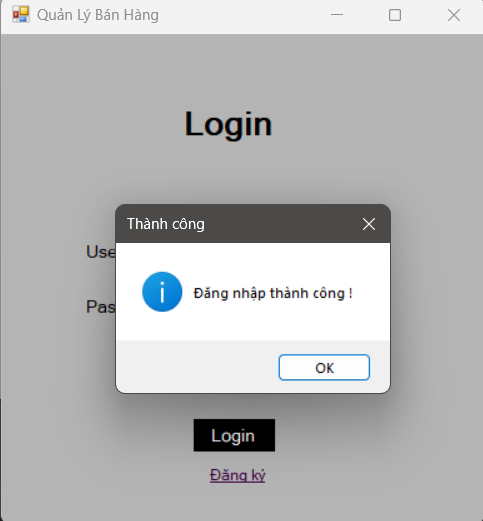 Quản Lý Bán Hàng
Login
Thành công
Use
Đăng nhập thành công !
Pas
OK
Login
Đăng ký